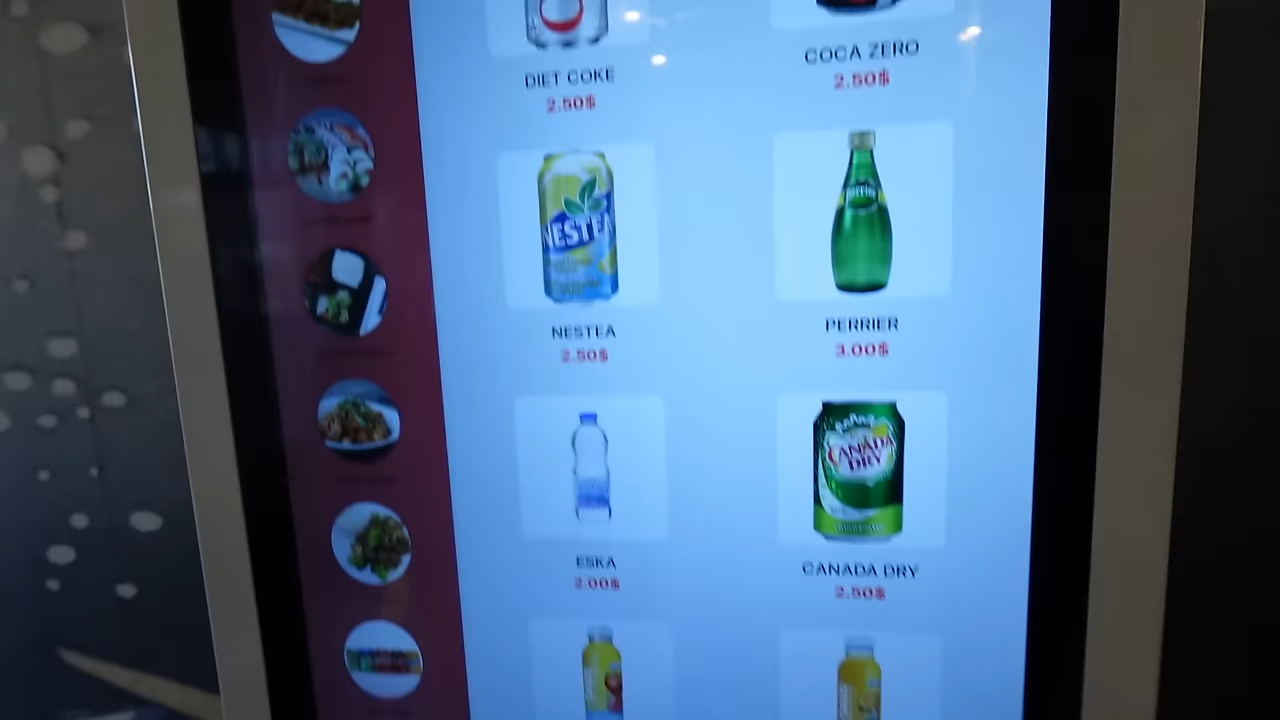 DIET COKE
2.50$
COCA ZERO
2.50$
NESTEA
Perrier
NESTEA
2.50$
PERRIER
3.00$
CANADA
DRY
ESKA
2.00$
CANADA DRY
2.50$